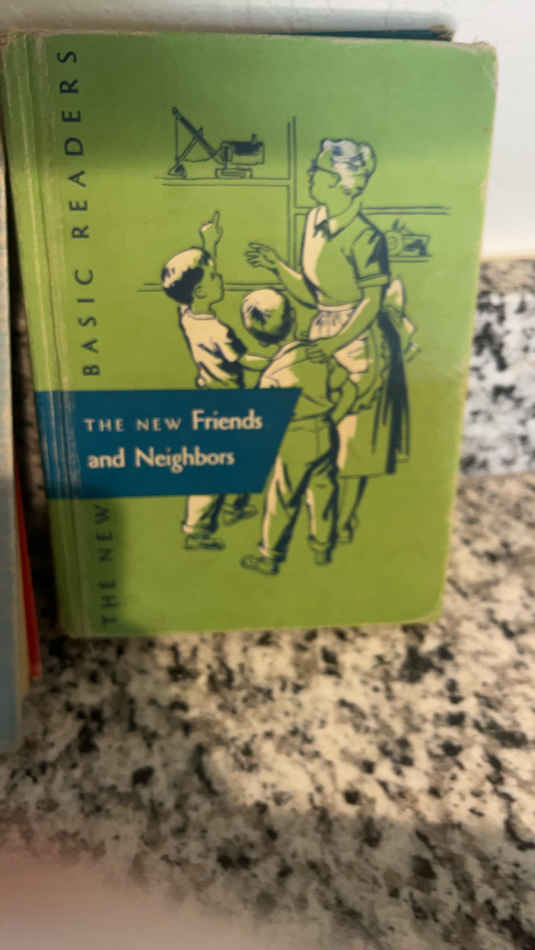 THE NEW BASIC READERS
THE NEW Friends
and Neighbors